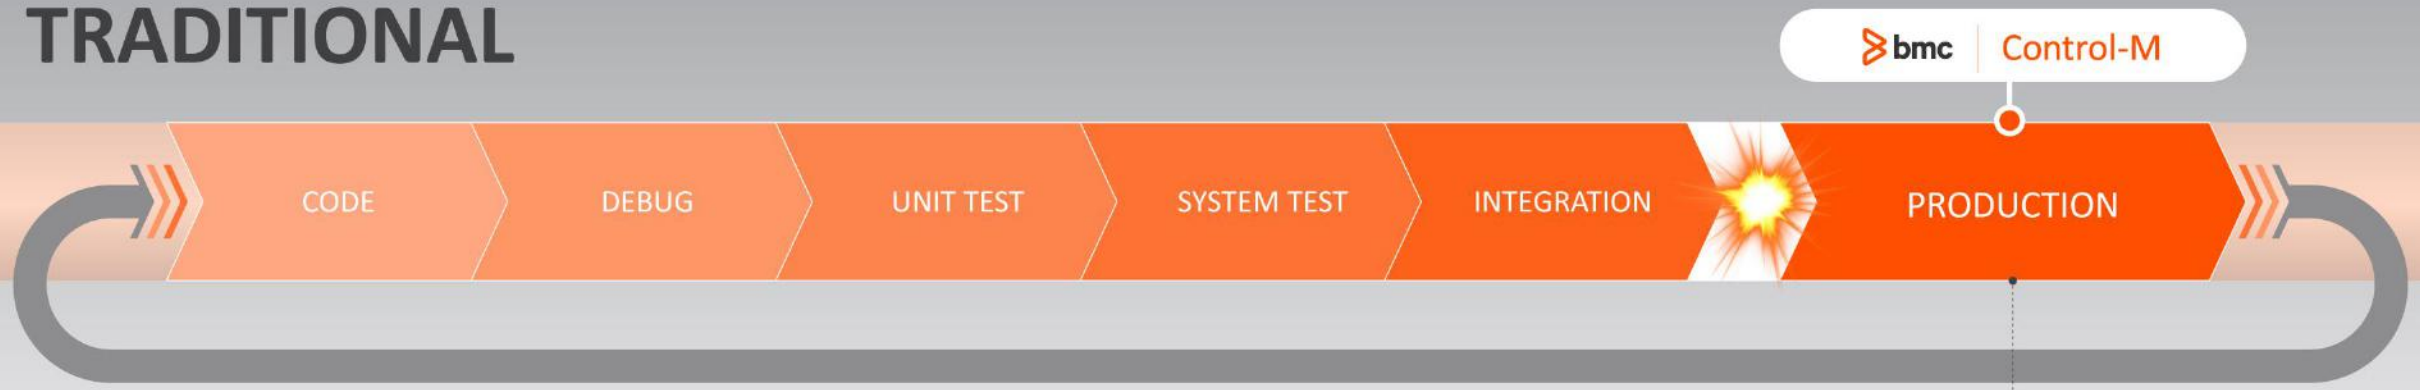 TRADITIONAL
bmc Control-M
CODE
DEBUG
UNIT TEST
SYSTEM TEST
INTEGRATION
PRODUCTION